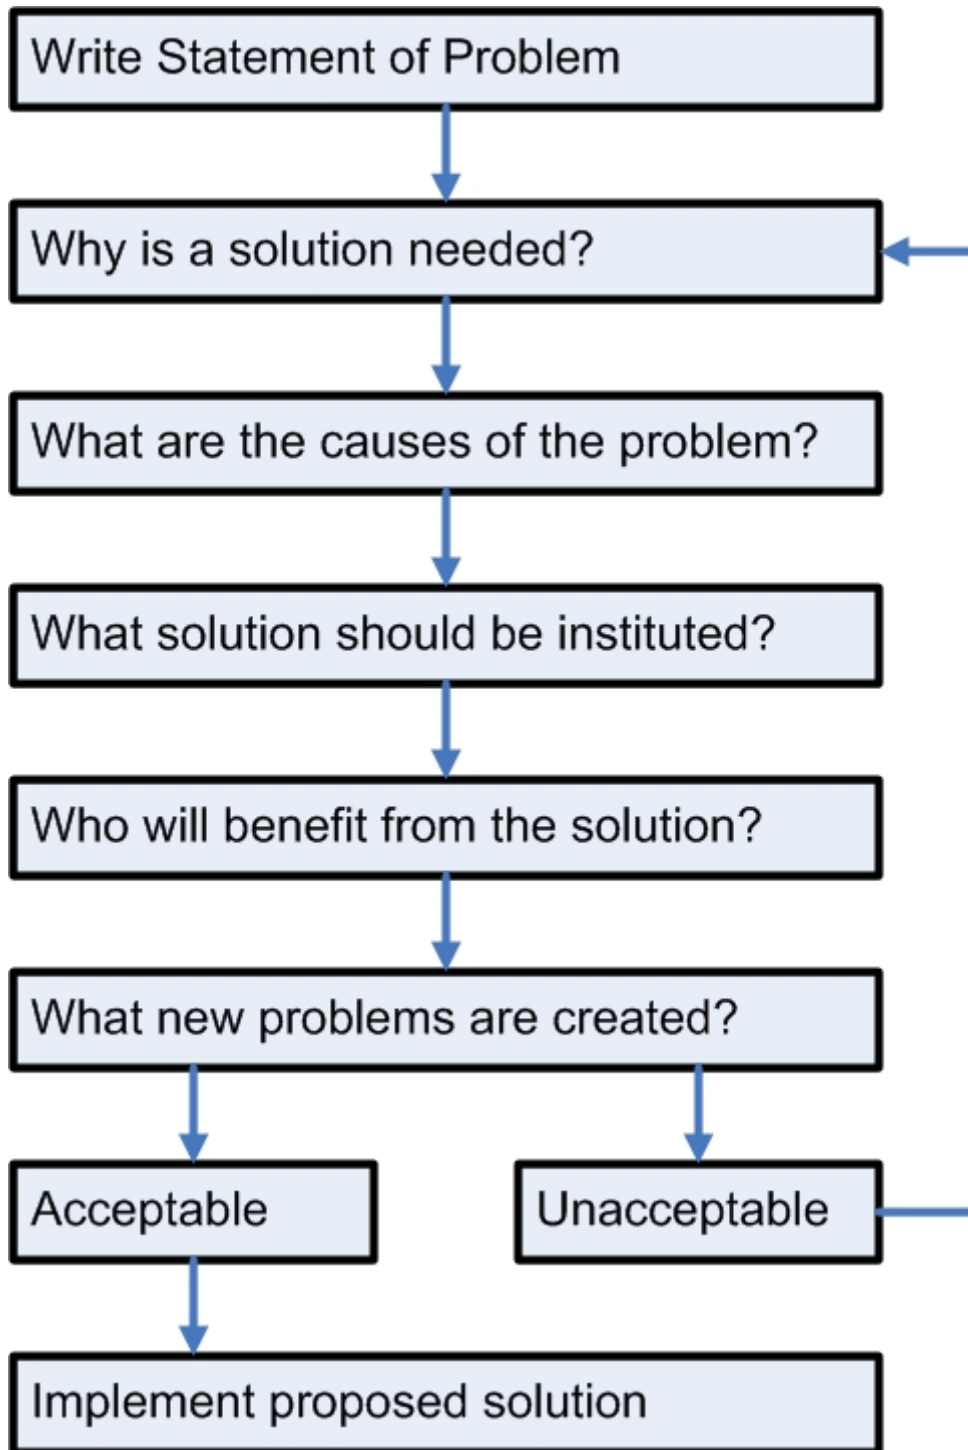 Write Statement of Problem
Why is a solution needed?
What are the causes of the problem?
What solution should be instituted?
Who will benefit from the solution?
What new problems are created?
Acceptable
Unacceptable
Implement proposed solution